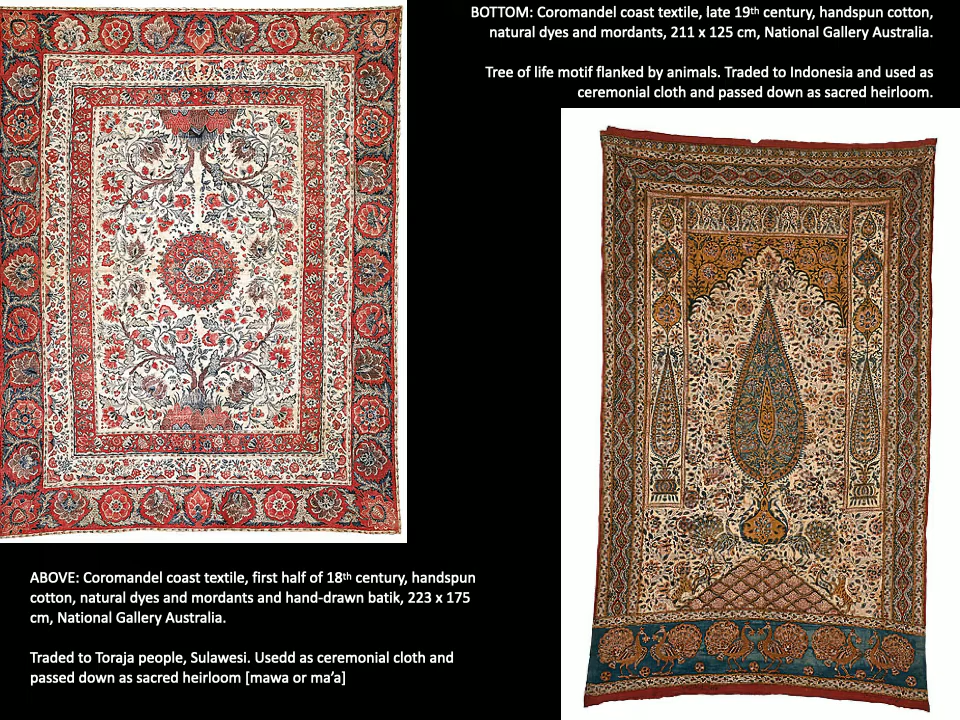 BOTTOM: Coromandel coast textile, late 19th century, handspun cotton,
natural dyes and mordants, 211 x 125 cm, National Gallery Australia.
Tree of life motif flanked by animals. Traded to Indonesia and used as
ceremonial cloth and passed down as sacred heirloom.
ABOVE: Coromandel coast textile, first half of 18th century, handspun
cotton, natural dyes and mordants and hand-drawn batik, 223 x 175
cm, National Gallery Australia.
Traded to Toraja people, Sulawesi. Usedd as ceremonial cloth and
passed down as sacred heirloom [mawa or ma’a]